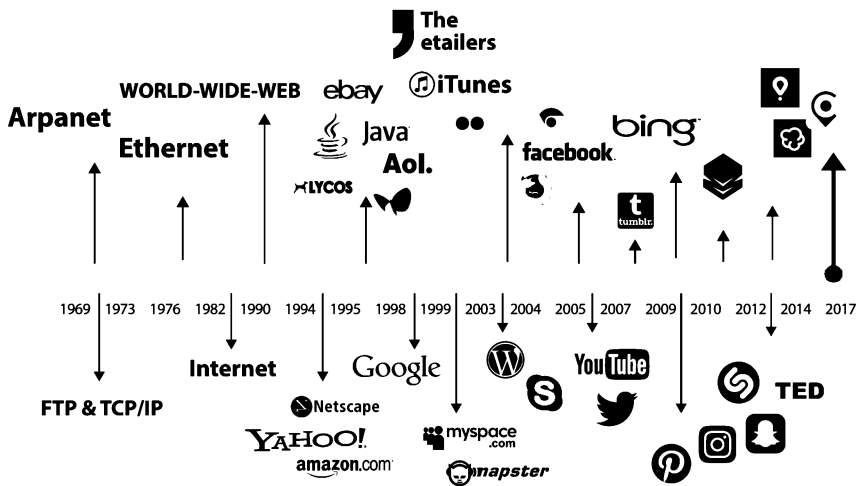 The
etailers
iTunes
WORLD-WIDE-WEB
ebay
Arpanet
Ethernet
Java
Aol.
LYCOS
facebook
bing
t
tumblr.
1969
1973
1976
1982
1990
1994
1995
1998
1999
2003
2004
2005
2007
2009
2010
2012
2014
2017
Internet
Google
W
S
YouTube
TED
FTP & TCP/IP
N
Netscape
YAHOO!
amazon.com
myspace
.com
napster